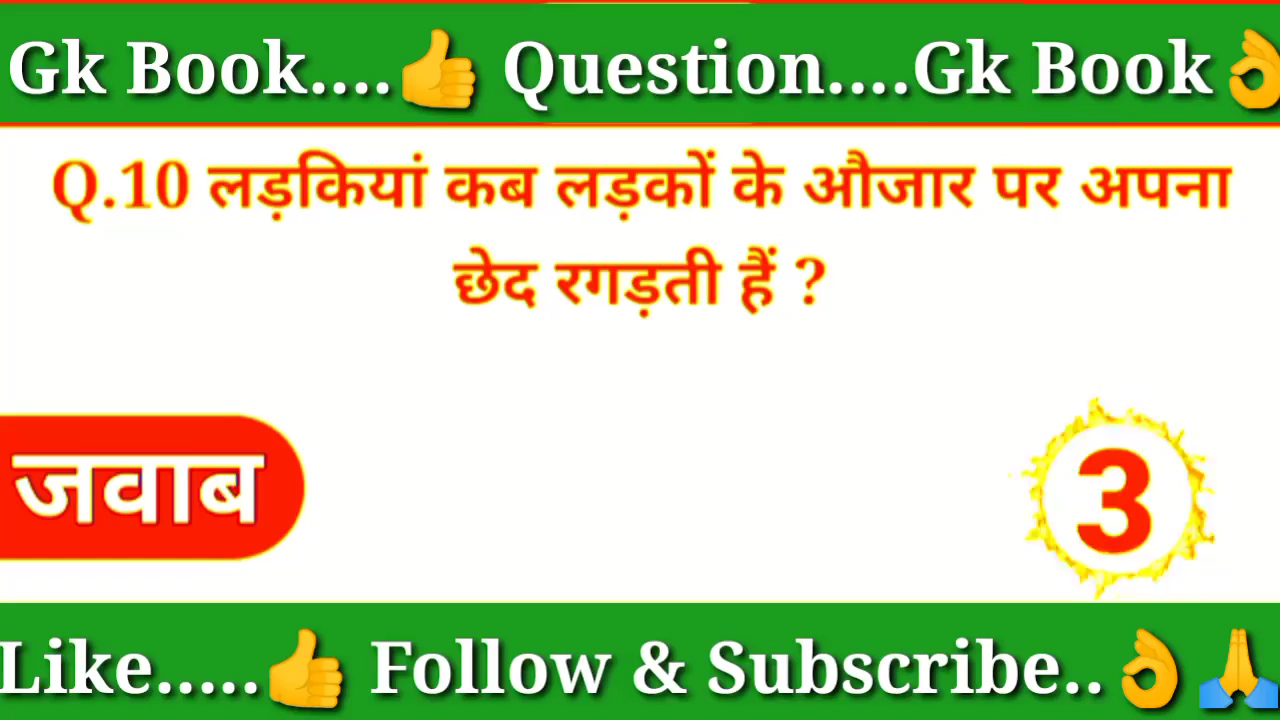 Gk Book....👍 Question....Gk Book👌
Q.10 लड़कियां कब लड़कों के औजार पर अपना
छेद रगड़ती हैं ?
जवाब
3
Like.....👍 Follow & Subscribe..👌🙏